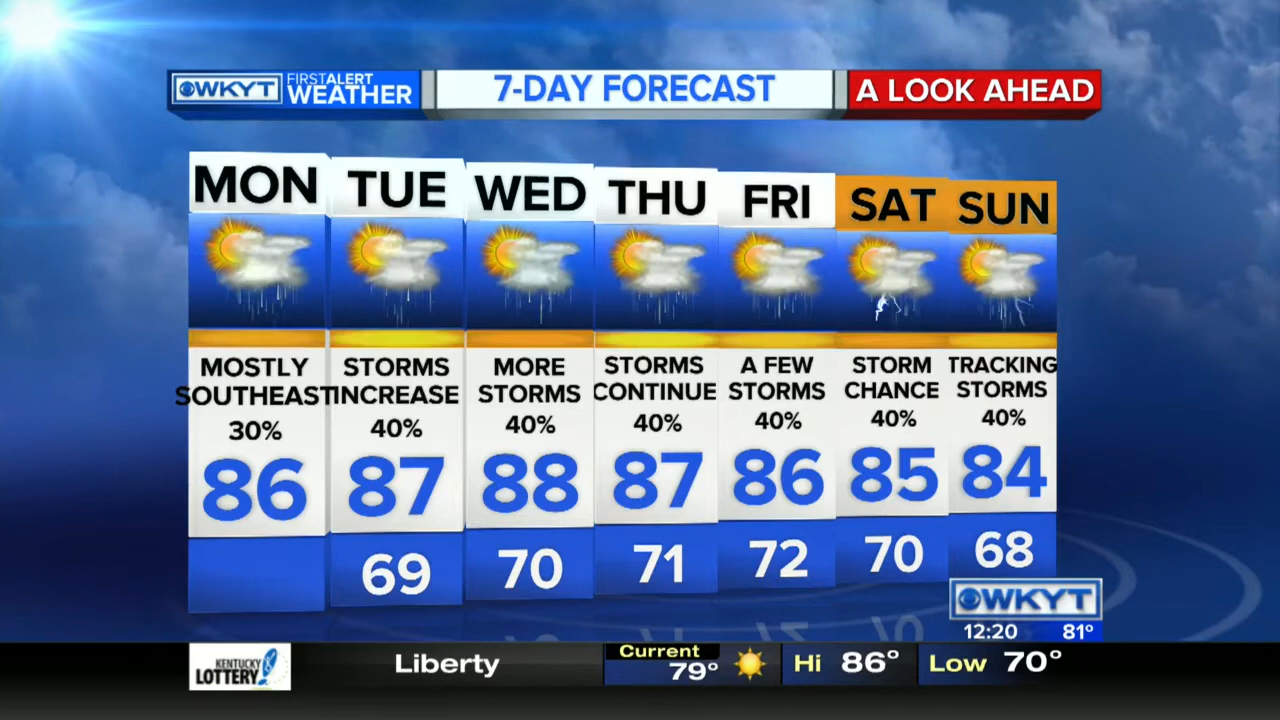 WKYT FIRST ALERT WEATHER 7-DAY FORECAST A LOOK AHEAD
MON TUE WED THU FRI SAT SUN
MOSTLY SOUTHEAST
30%
86
STORMS INCREASE
40%
87
69
MORE STORMS
40%
88
70
STORMS CONTINUE
40%
87
71
A FEW STORMS
40%
86
72
STORM CHANCE
40%
85
70
TRACKING STORMS
40%
84
68
WKYT
12:20 81°
KENTUCKY LOTTERY
Liberty
Current 79°
Hi 86°
Low 70°